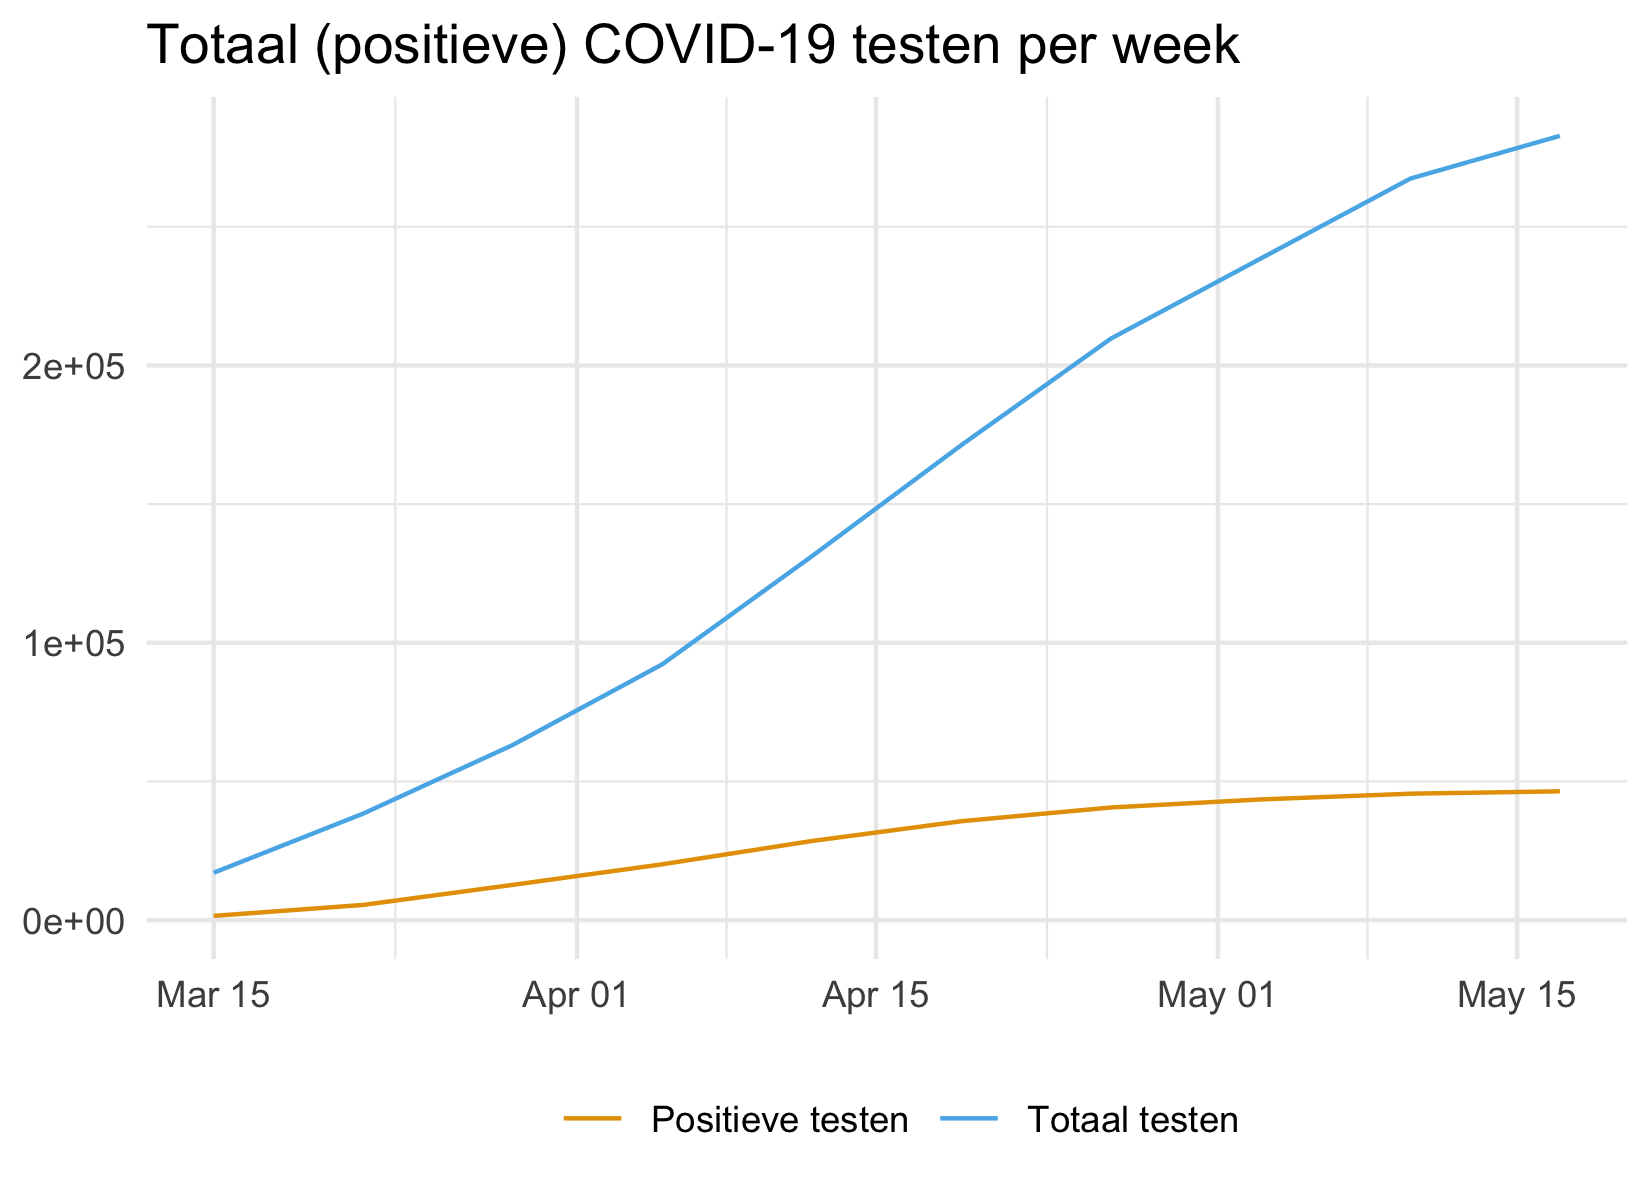 Totaal (positieve) COVID-19 testen per week
2e+05
1e+05
0e+00
Mar 15 Apr 01 Apr 15 May 01 May 15
Positieve testen Totaal testen